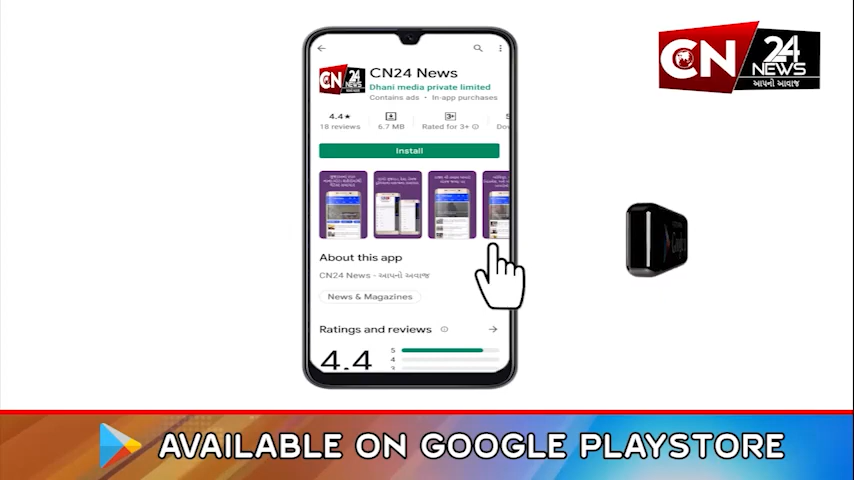 CN24 News
Dhani media private limited
Contains ads • In-app purchases
4.4★
18 reviews
6.7 MB
3+
Rated for 3+
Install
About this app
CN24 News - આપનો અવાજ
News & Magazines
Ratings and reviews
4.4
5
4
3
CN 24 NEWS
આપનો અવાજ
AVAILABLE ON GOOGLE PLAYSTORE